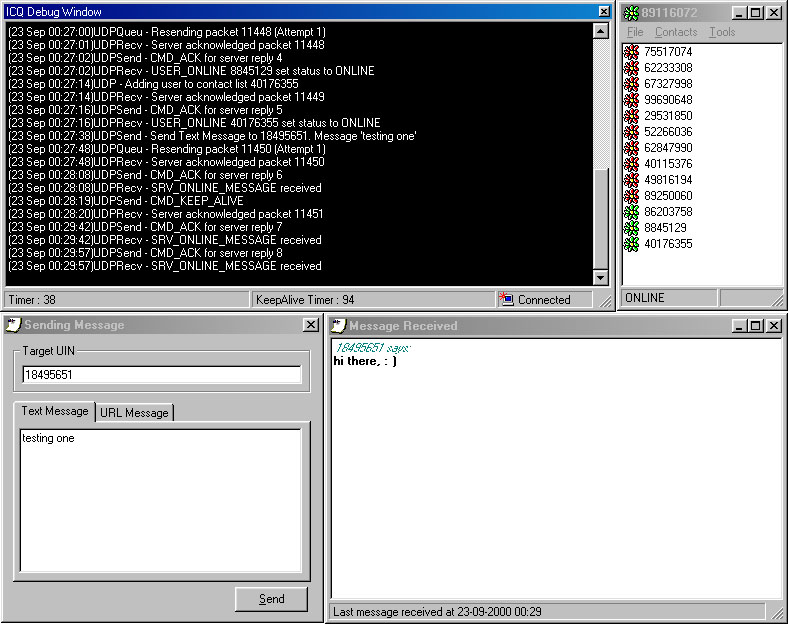 ICQ Debug Window
(23 Sep 00:27:00)UDPQueu - Resending packet 11448 (Attempt 1)
(23 Sep 00:27:01)UDPRecv - Server acknowledged packet 11448
(23 Sep 00:27:02)UDPSend - CMD_ACK for server reply 4
(23 Sep 00:27:02)UDPRecv - USER_ONLINE 8845129 set status to ONLINE
(23 Sep 00:27:14)UDP - Adding user to contact list 40176355
(23 Sep 00:27:14)UDPRecv - Server acknowledged packet 11449
(23 Sep 00:27:16)UDPSend - CMD_ACK for server reply 5
(23 Sep 00:27:16)UDPRecv - USER_ONLINE 40176355 set status to ONLINE
(23 Sep 00:27:38)UDPSend - Send Text Message to 18495651. Message 'testing one'
(23 Sep 00:27:48)UDPQueu - Resending packet 11450 (Attempt 1)
(23 Sep 00:27:48)UDPRecv - Server acknowledged packet 11450
(23 Sep 00:28:08)UDPSend - CMD_ACK for server reply 6
(23 Sep 00:28:08)UDPRecv - SRV_ONLINE_MESSAGE received
(23 Sep 00:28:19)UDPSend - CMD_KEEP_ALIVE
(23 Sep 00:28:20)UDPRecv - Server acknowledged packet 11451
(23 Sep 00:29:42)UDPSend - CMD_ACK for server reply 7
(23 Sep 00:29:42)UDPRecv - SRV_ONLINE_MESSAGE received
(23 Sep 00:29:57)UDPSend - CMD_ACK for server reply 8
(23 Sep 00:29:57)UDPRecv - SRV_ONLINE_MESSAGE received
Timer : 38
KeepAlive Timer : 94
Connected
89116072
File Contacts Tools
75517074
62233308
67327998
99690648
29531850
52266036
62847990
40115376
49816194
89250060
86203758
8845129
40176355
ONLINE
Sending Message
Target UIN
18495651
Text Message
URL Message
testing one
Send
Message Received
18495651 says:
hi there, : )
Last message received at 23-09-2000 00:29